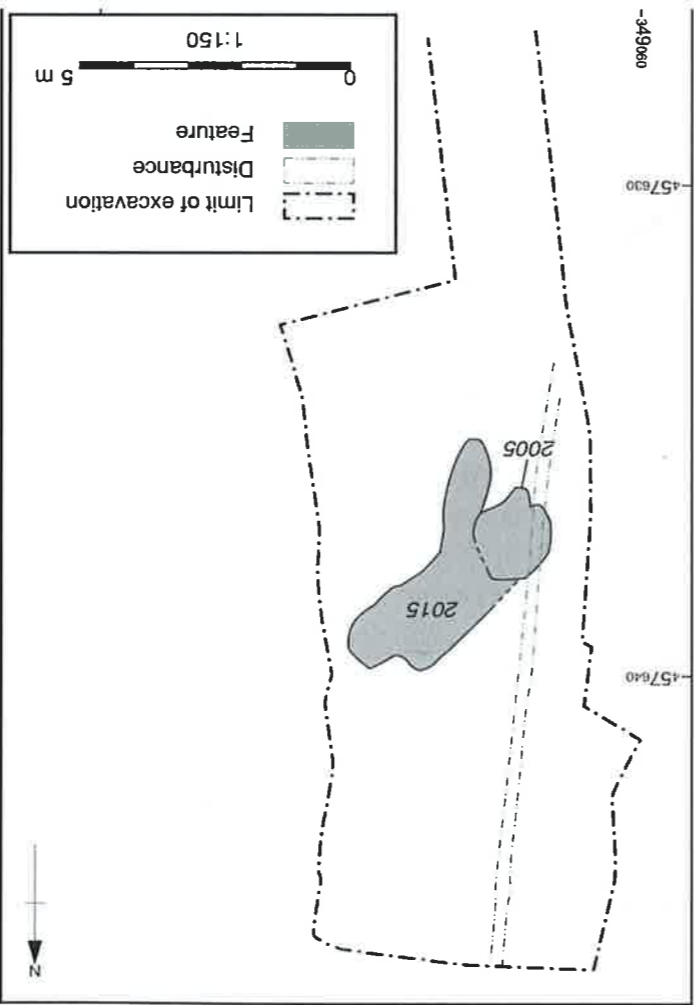 N
457640
2015
2005
457630
Limit of excavation
Disturbance
Feature
0 5 m
1:150
349060